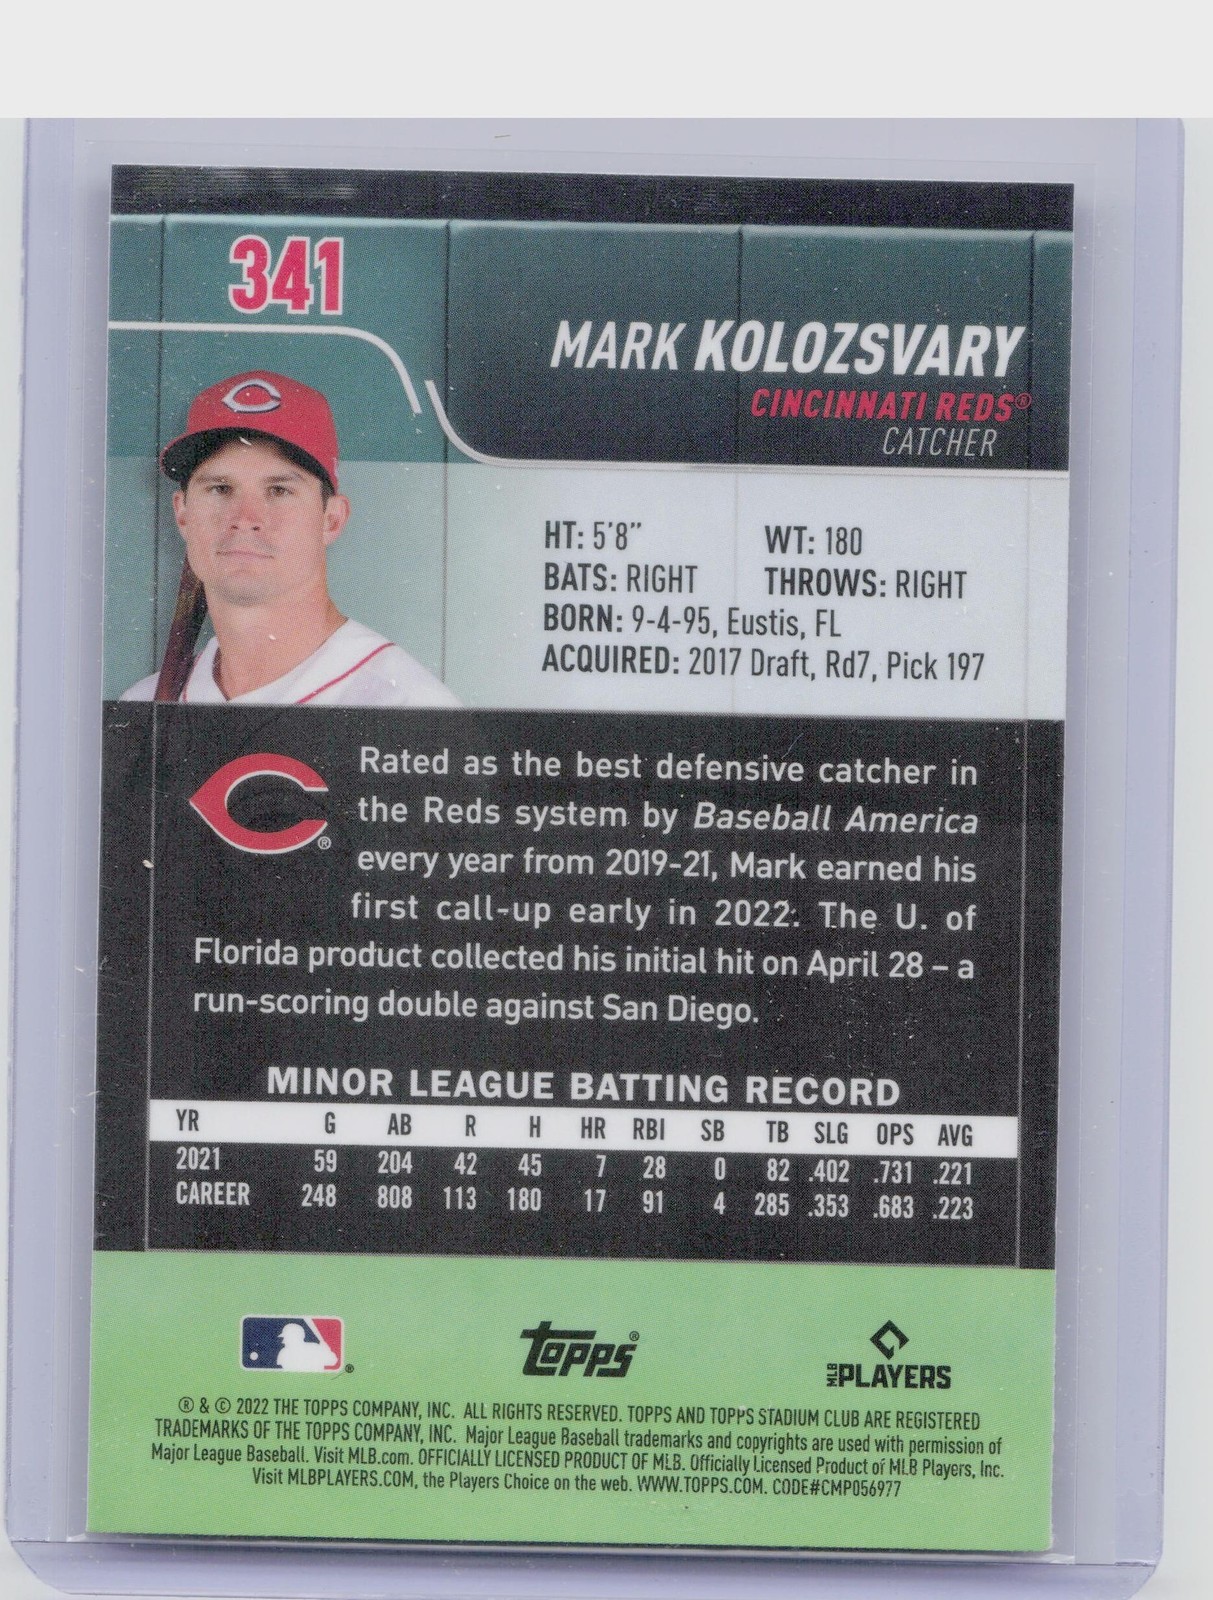 341
MARK KOLOZSVARY
CINCINNATI REDS®
CATCHER
HT: 5'8" WT: 180
BATS: RIGHT THROWS: RIGHT
BORN: 9-4-95, Eustis, FL
ACQUIRED: 2017 Draft, Rd7, Pick 197
Rated as the best defensive catcher in
the Reds system by Baseball America
every year from 2019-21, Mark earned his
first call-up early in 2022. The U. of
Florida product collected his initial hit on April 28 – a
run-scoring double against San Diego.
MINOR LEAGUE BATTING RECORD
YR G AB R H HR RBI SB TB SLG OPS AVG
2021 59 204 42 45 7 28 0 82 .402 .731 .221
CAREER 248 808 113 180 17 91 4 285 .353 .683 .223
TOPPS®
MLB PLAYERS
® & © 2022 THE TOPPS COMPANY, INC. ALL RIGHTS RESERVED. TOPPS AND TOPPS STADIUM CLUB ARE REGISTERED
TRADEMARKS OF THE TOPPS COMPANY, INC. Major League Baseball trademarks and copyrights are used with permission of
Major League Baseball. Visit MLB.com. OFFICIALLY LICENSED PRODUCT OF MLB. Officially Licensed Product of MLB Players, Inc.
Visit MLBPLAYERS.COM, the Players Choice on the web. WWW.TOPPS.COM. CODE#CMP056977